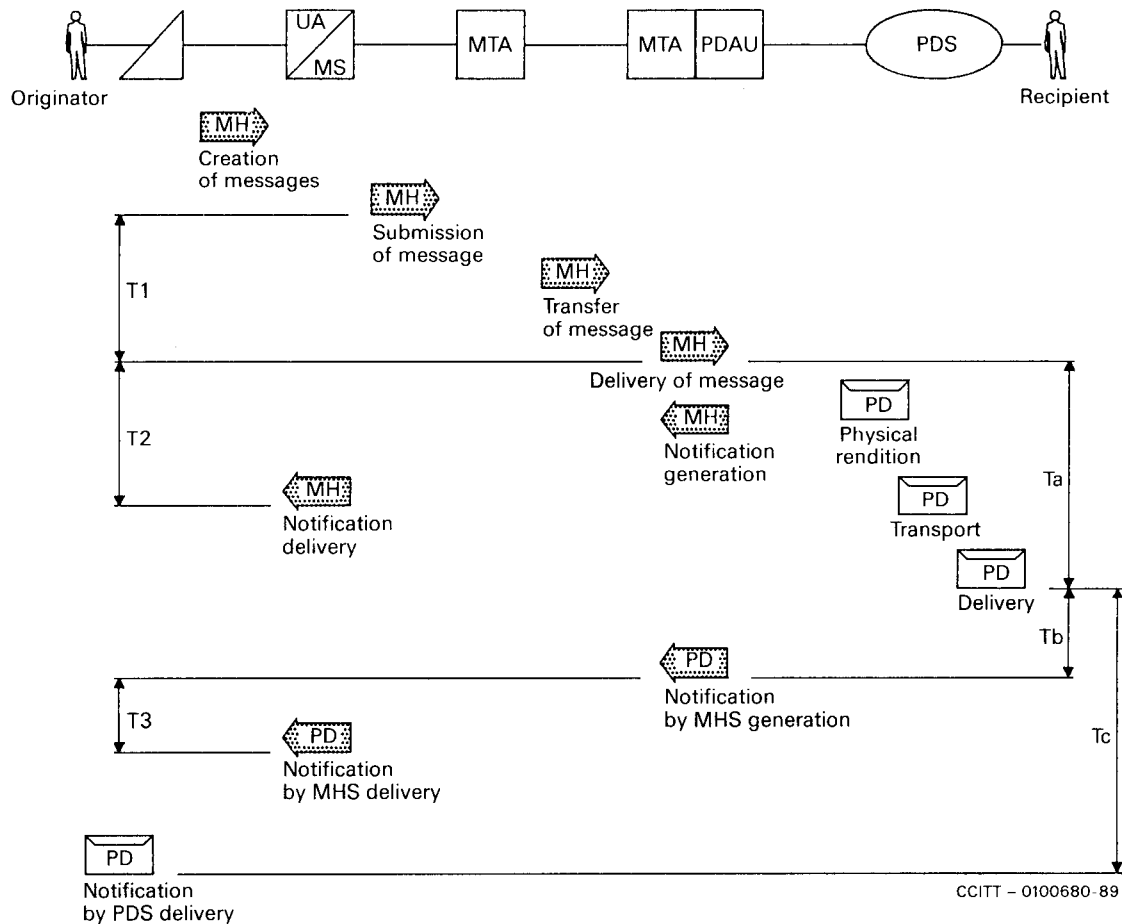 UA
MS
MTA
MTA
PDAU
PDS
Originator
Recipient
MH
Creation
of messages
MH
Submission
of message
T1
MH
Transfer
of message
MH
Delivery of message
MH
Notification
generation
PD
Physical
rendition
T2
Ta
MH
Notification
delivery
PD
Transport
PD
Delivery
Tb
PD
Notification
by MHS generation
T3
Tc
PD
Notification
by MHS delivery
PD
Notification
by PDS delivery
CCITT – 0100680-89